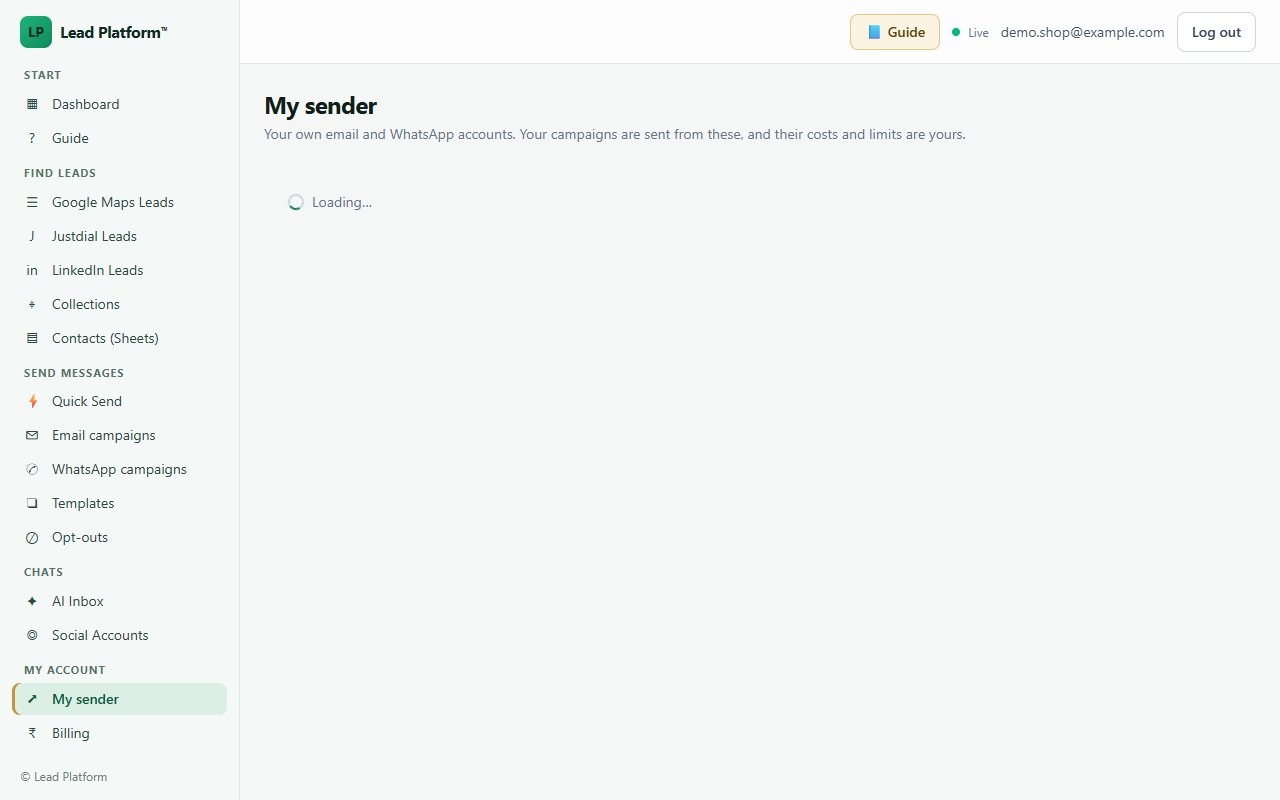 LP Lead Platform™
START
Dashboard
? Guide
FIND LEADS
Google Maps Leads
J Justdial Leads
in LinkedIn Leads
Collections
Contacts (Sheets)
SEND MESSAGES
Quick Send
Email campaigns
WhatsApp campaigns
Templates
Opt-outs
CHATS
AI Inbox
Social Accounts
MY ACCOUNT
My sender
₹ Billing
© Lead Platform
Guide Live demo.shop@example.com Log out
My sender
Your own email and WhatsApp accounts. Your campaigns are sent from these, and their costs and limits are yours.
Loading...